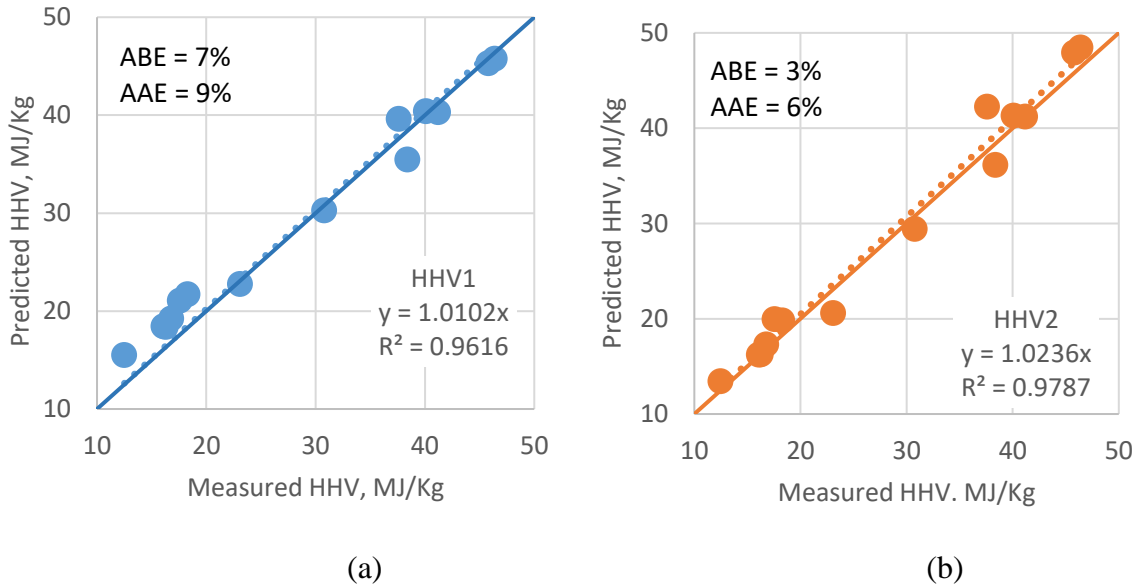 50
40
30
20
10
Predicted HHV, MJ/Kg
ABE = 7%
AAE = 9%
HHV1
y = 1.0102x
R² = 0.9616
10 20 30 40 50
Measured HHV, MJ/Kg
(a)
50
40
30
20
10
Predicted HHV, MJ/Kg
ABE = 3%
AAE = 6%
HHV2
y = 1.0236x
R² = 0.9787
10 20 30 40 50
Measured HHV. MJ/Kg
(b)